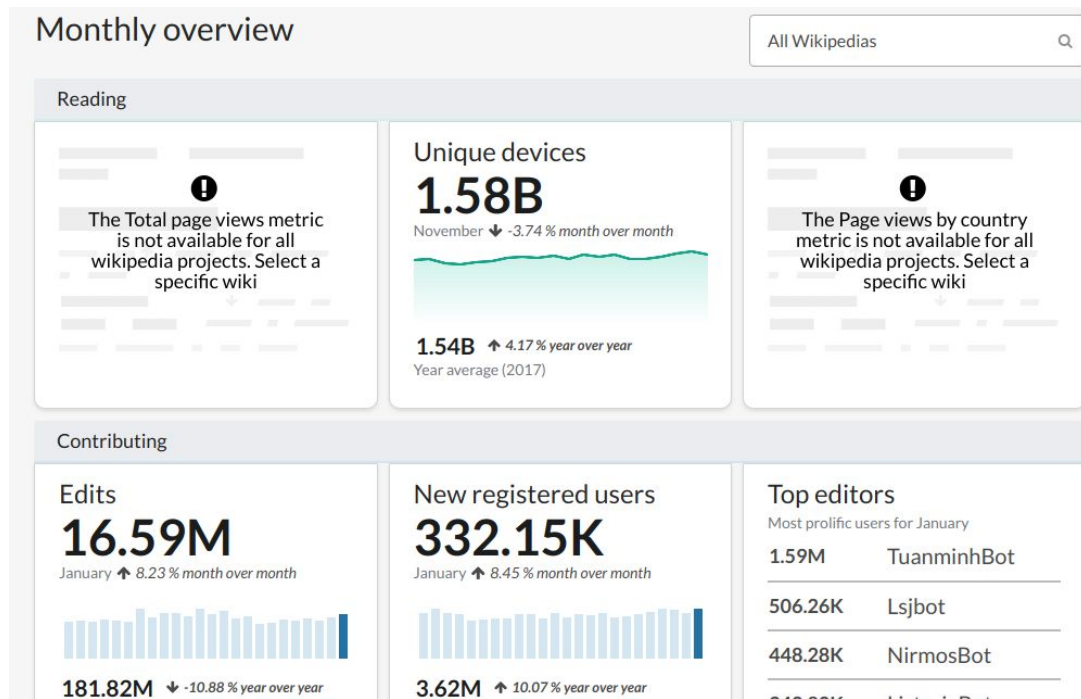 Monthly overview
All Wikipedias
Reading
The Total page views metric
is not available for all
wikipedia projects. Select a
specific wiki
Unique devices
1.58B
November -3.74 % month over month
1.54B 4.17 % year over year
Year average (2017)
The Page views by country
metric is not available for all
wikipedia projects. Select a
specific wiki
Contributing
Edits
16.59M
January 8.23 % month over month
181.82M -10.88 % year over year
New registered users
332.15K
January 8.45 % month over month
3.62M 10.07 % year over year
Top editors
Most prolific users for January
1.59M TuanminhBot
506.26K Lsjbot
448.28K NirmosBot